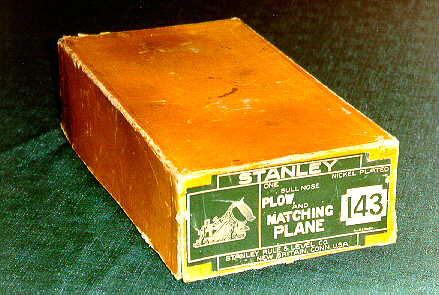 STANLEY
ONE
NICKEL PLATED
BULL NOSE
PLOW
AND
MATCHING
PLANE
143
STANLEY RULE & LEVEL CO.
NEW BRITAIN, CONN. U.S.A.